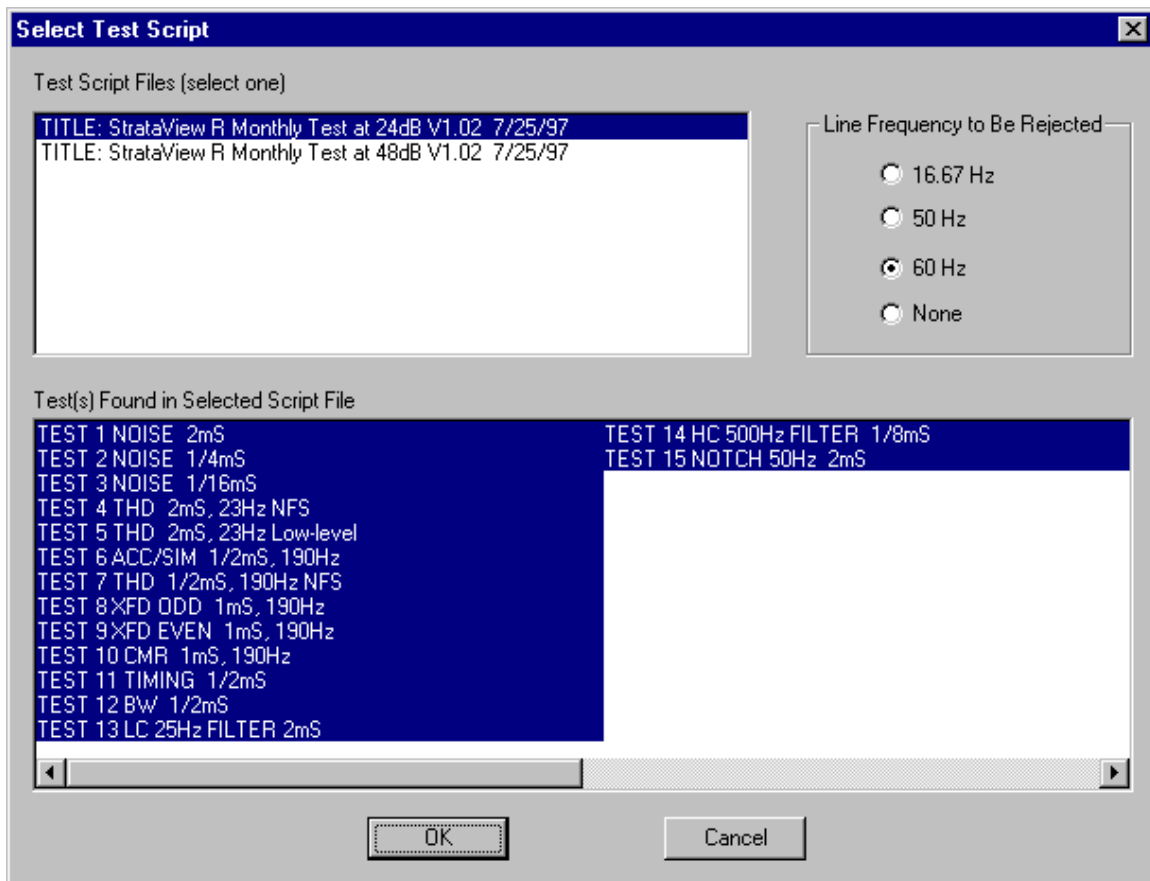 Select Test Script
Test Script Files (select one)
TITLE: StrataView R Monthly Test at 24dB V1.02  7/25/97
TITLE: StrataView R Monthly Test at 48dB V1.02  7/25/97
Line Frequency to Be Rejected
16.67 Hz
50 Hz
60 Hz
None
Test(s) Found in Selected Script File
TEST 1 NOISE  2mS
TEST 2 NOISE  1/4mS
TEST 3 NOISE  1/16mS
TEST 4 THD  2mS, 23Hz NFS
TEST 5 THD  2mS, 23Hz Low-level
TEST 6 ACC/SIM  1/2mS, 190Hz
TEST 7 THD  1/2mS, 190Hz NFS
TEST 8 XFD ODD  1mS, 190Hz
TEST 9 XFD EVEN  1mS, 190Hz
TEST 10 CMR  1mS, 190Hz
TEST 11 TIMING  1/2mS
TEST 12 BW  1/2mS
TEST 13 LC 25Hz FILTER 2mS
TEST 14 HC 500Hz FILTER  1/8mS
TEST 15 NOTCH 50Hz  2mS
OK
Cancel